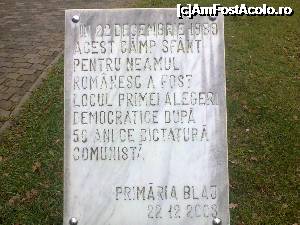 (c)AmFostAcolo.ro
ÎN 22 DECEMBRIE 1989
ACEST CÂMP SFÂNT
PENTRU NEAMUL
ROMÂNESC A FOST
LOCUL PRIMEI ALEGERI
DEMOCRATICE DUPĂ
50 ANI DE DICTATURĂ
COMUNISTĂ
PRIMĂRIA BLAJ
22.12.2003